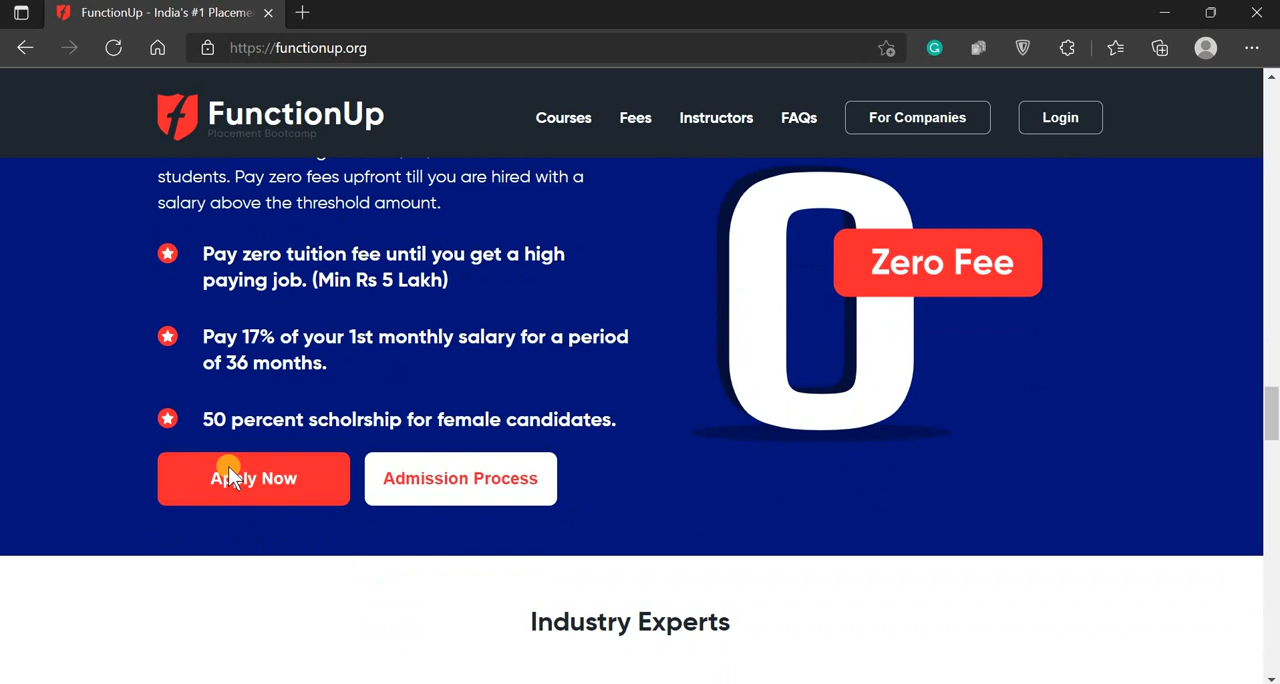 FunctionUp - India's #1 Placeme
https://functionup.org
FunctionUp
Placement Bootcamp
Courses
Fees
Instructors
FAQs
For Companies
Login
students. Pay zero fees upfront till you are hired with a
salary above the threshold amount.
Pay zero tuition fee until you get a high
paying job. (Min Rs 5 Lakh)
Pay 17% of your 1st monthly salary for a period
of 36 months.
50 percent scholrship for female candidates.
Apply Now
Admission Process
0
Zero Fee
Industry Experts